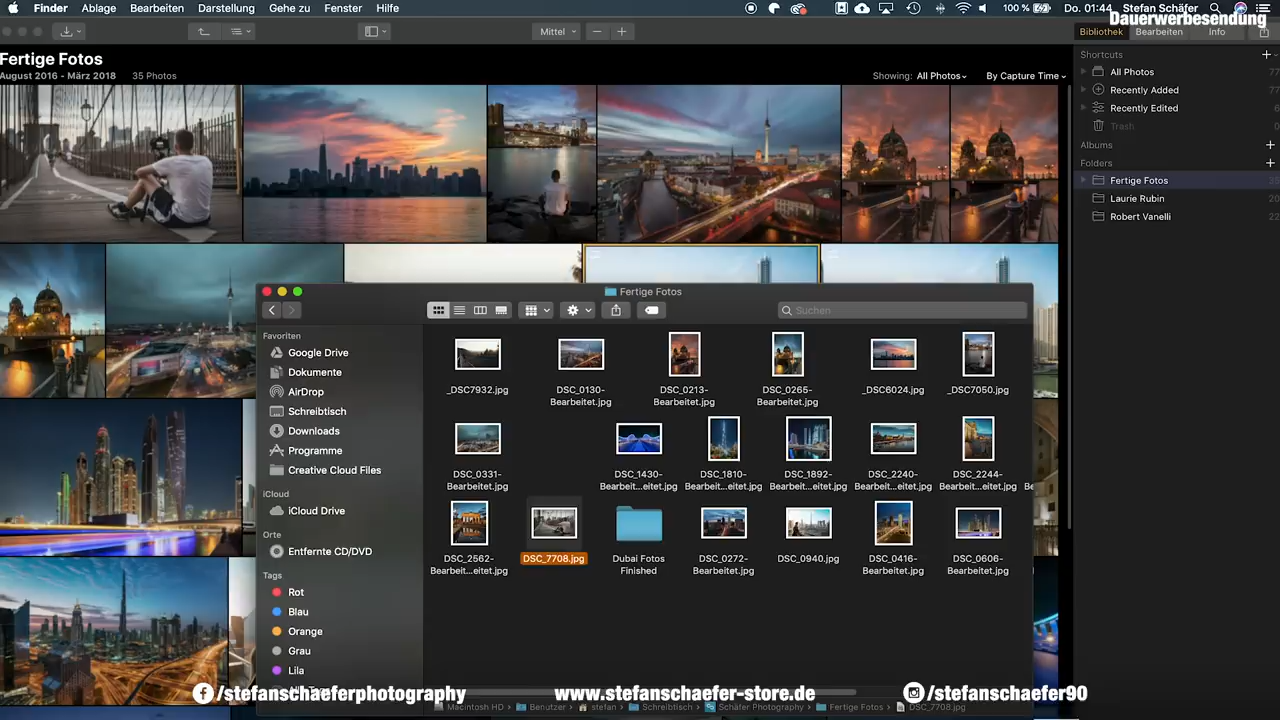 Finder Ablage Bearbeiten Darstellung Gehe zu Fenster Hilfe 100 % Do. 01:44 Stefan Schäfer
Dauerwerbesendung
Mittel
Bibliothek Bearbeiten Info
Fertige Fotos
August 2016 - März 2018 35 Photos
Showing: All Photos By Capture Time
Shortcuts
All Photos 77
Recently Added 77
Recently Edited 6
Trash 0
Albums
Folders
Fertige Fotos 35
Laurie Rubin 20
Robert Vanelli 22
Fertige Fotos
Suchen
Favoriten
Google Drive
Dokumente
AirDrop
Schreibtisch
Downloads
Programme
Creative Cloud Files
iCloud
iCloud Drive
Orte
Entfernte CD/DVD
Tags
Rot
Blau
Orange
Grau
Lila
_DSC7932.jpg
DSC_0130-
Bearbeitet.jpg
DSC_0213-
Bearbeitet.jpg
DSC_0265-
Bearbeitet.jpg
_DSC6024.jpg
_DSC7050.jpg
DSC_0331-
Bearbeitet.jpg
DSC_1430-
Bearbeit...eitet.jpg
DSC_1810-
Bearbeit...eitet.jpg
DSC_1892-
Bearbeit...eitet.jpg
DSC_2240-
Bearbeit...eitet.jpg
DSC_2244-
Bearbeit...eitet.jpg
DSC_2562-
Bearbeit...eitet.jpg
DSC_7708.jpg
Dubai Fotos
Finished
DSC_0272-
Bearbeitet.jpg
DSC_0940.jpg
DSC_0416-
Bearbeitet.jpg
DSC_0606-
Bearbeitet.jpg
/stefanschaeferphotography www.stefanschaefer-store.de /stefanschaefer90
Macintosh HD Benutzer stefan Schreibtisch Schäfer Photography Fertige Fotos DSC_7708.jpg